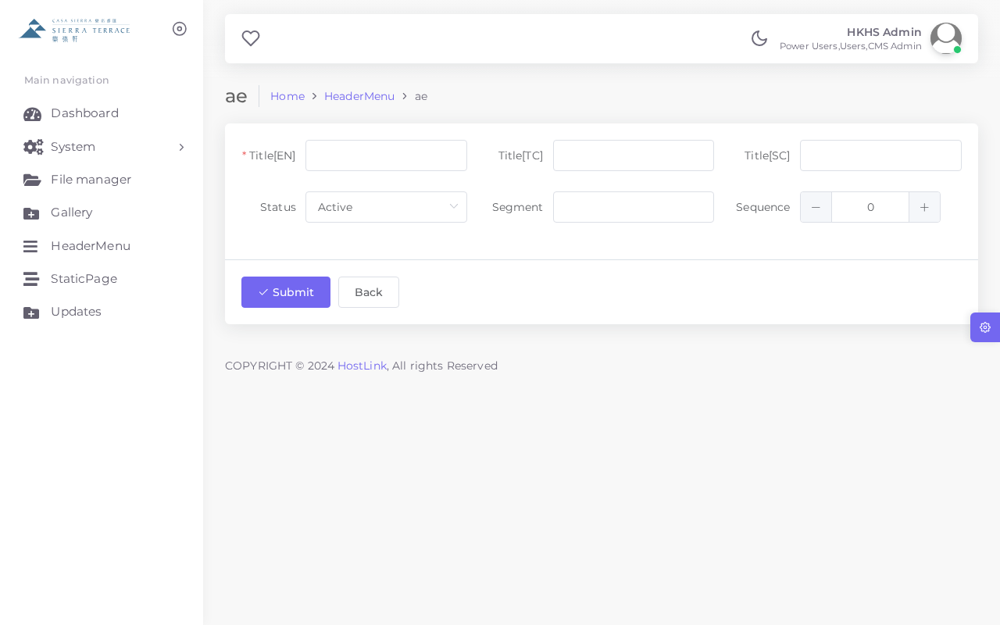 CASA SIERRA
SIERRA TERRACE
Main navigation
Dashboard
System
File manager
Gallery
HeaderMenu
StaticPage
Updates
HKHS Admin
Power Users,Users,CMS Admin
ae
Home > HeaderMenu > ae
* Title[EN]
Title[TC]
Title[SC]
Status
Active
Segment
Sequence
0
Submit
Back
COPYRIGHT © 2024 HostLink, All rights Reserved